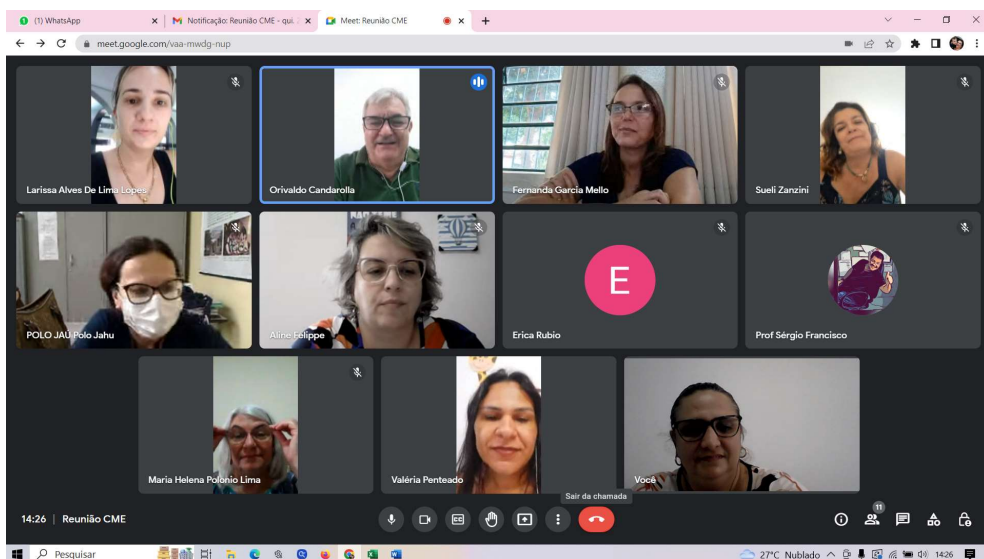 (1) WhatsApp
Notificação: Reunião CME - qui.
Meet: Reunião CME
meet.google.com/vaa-mwdg-nup
Larissa Alves De Lima Lopes
Orivaldo Candarolla
Fernanda Garcia Mello
Sueli Zanzini
POLO JAÚ Polo Jahu
Aline Felippe
E
Erica Rubio
Prof Sérgio Francisco
Maria Helena Polonio Lima
Valéria Penteado
Você
Sair da chamada
14:26 | Reunião CME
CC
11
Pesquisar
27°C Nublado
14:26